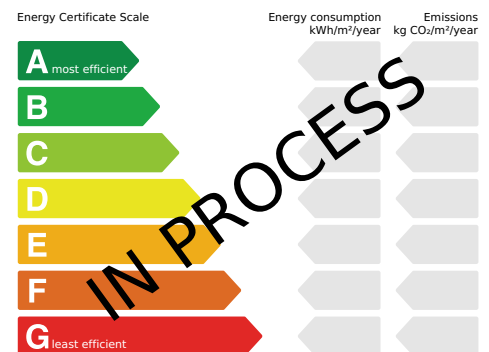 Energy Certificate Scale
Energy consumption
kWh/m²/year
Emissions
kg CO₂/m²/year
A most efficient
B
C
D
E
F
G least efficient
IN PROCESS